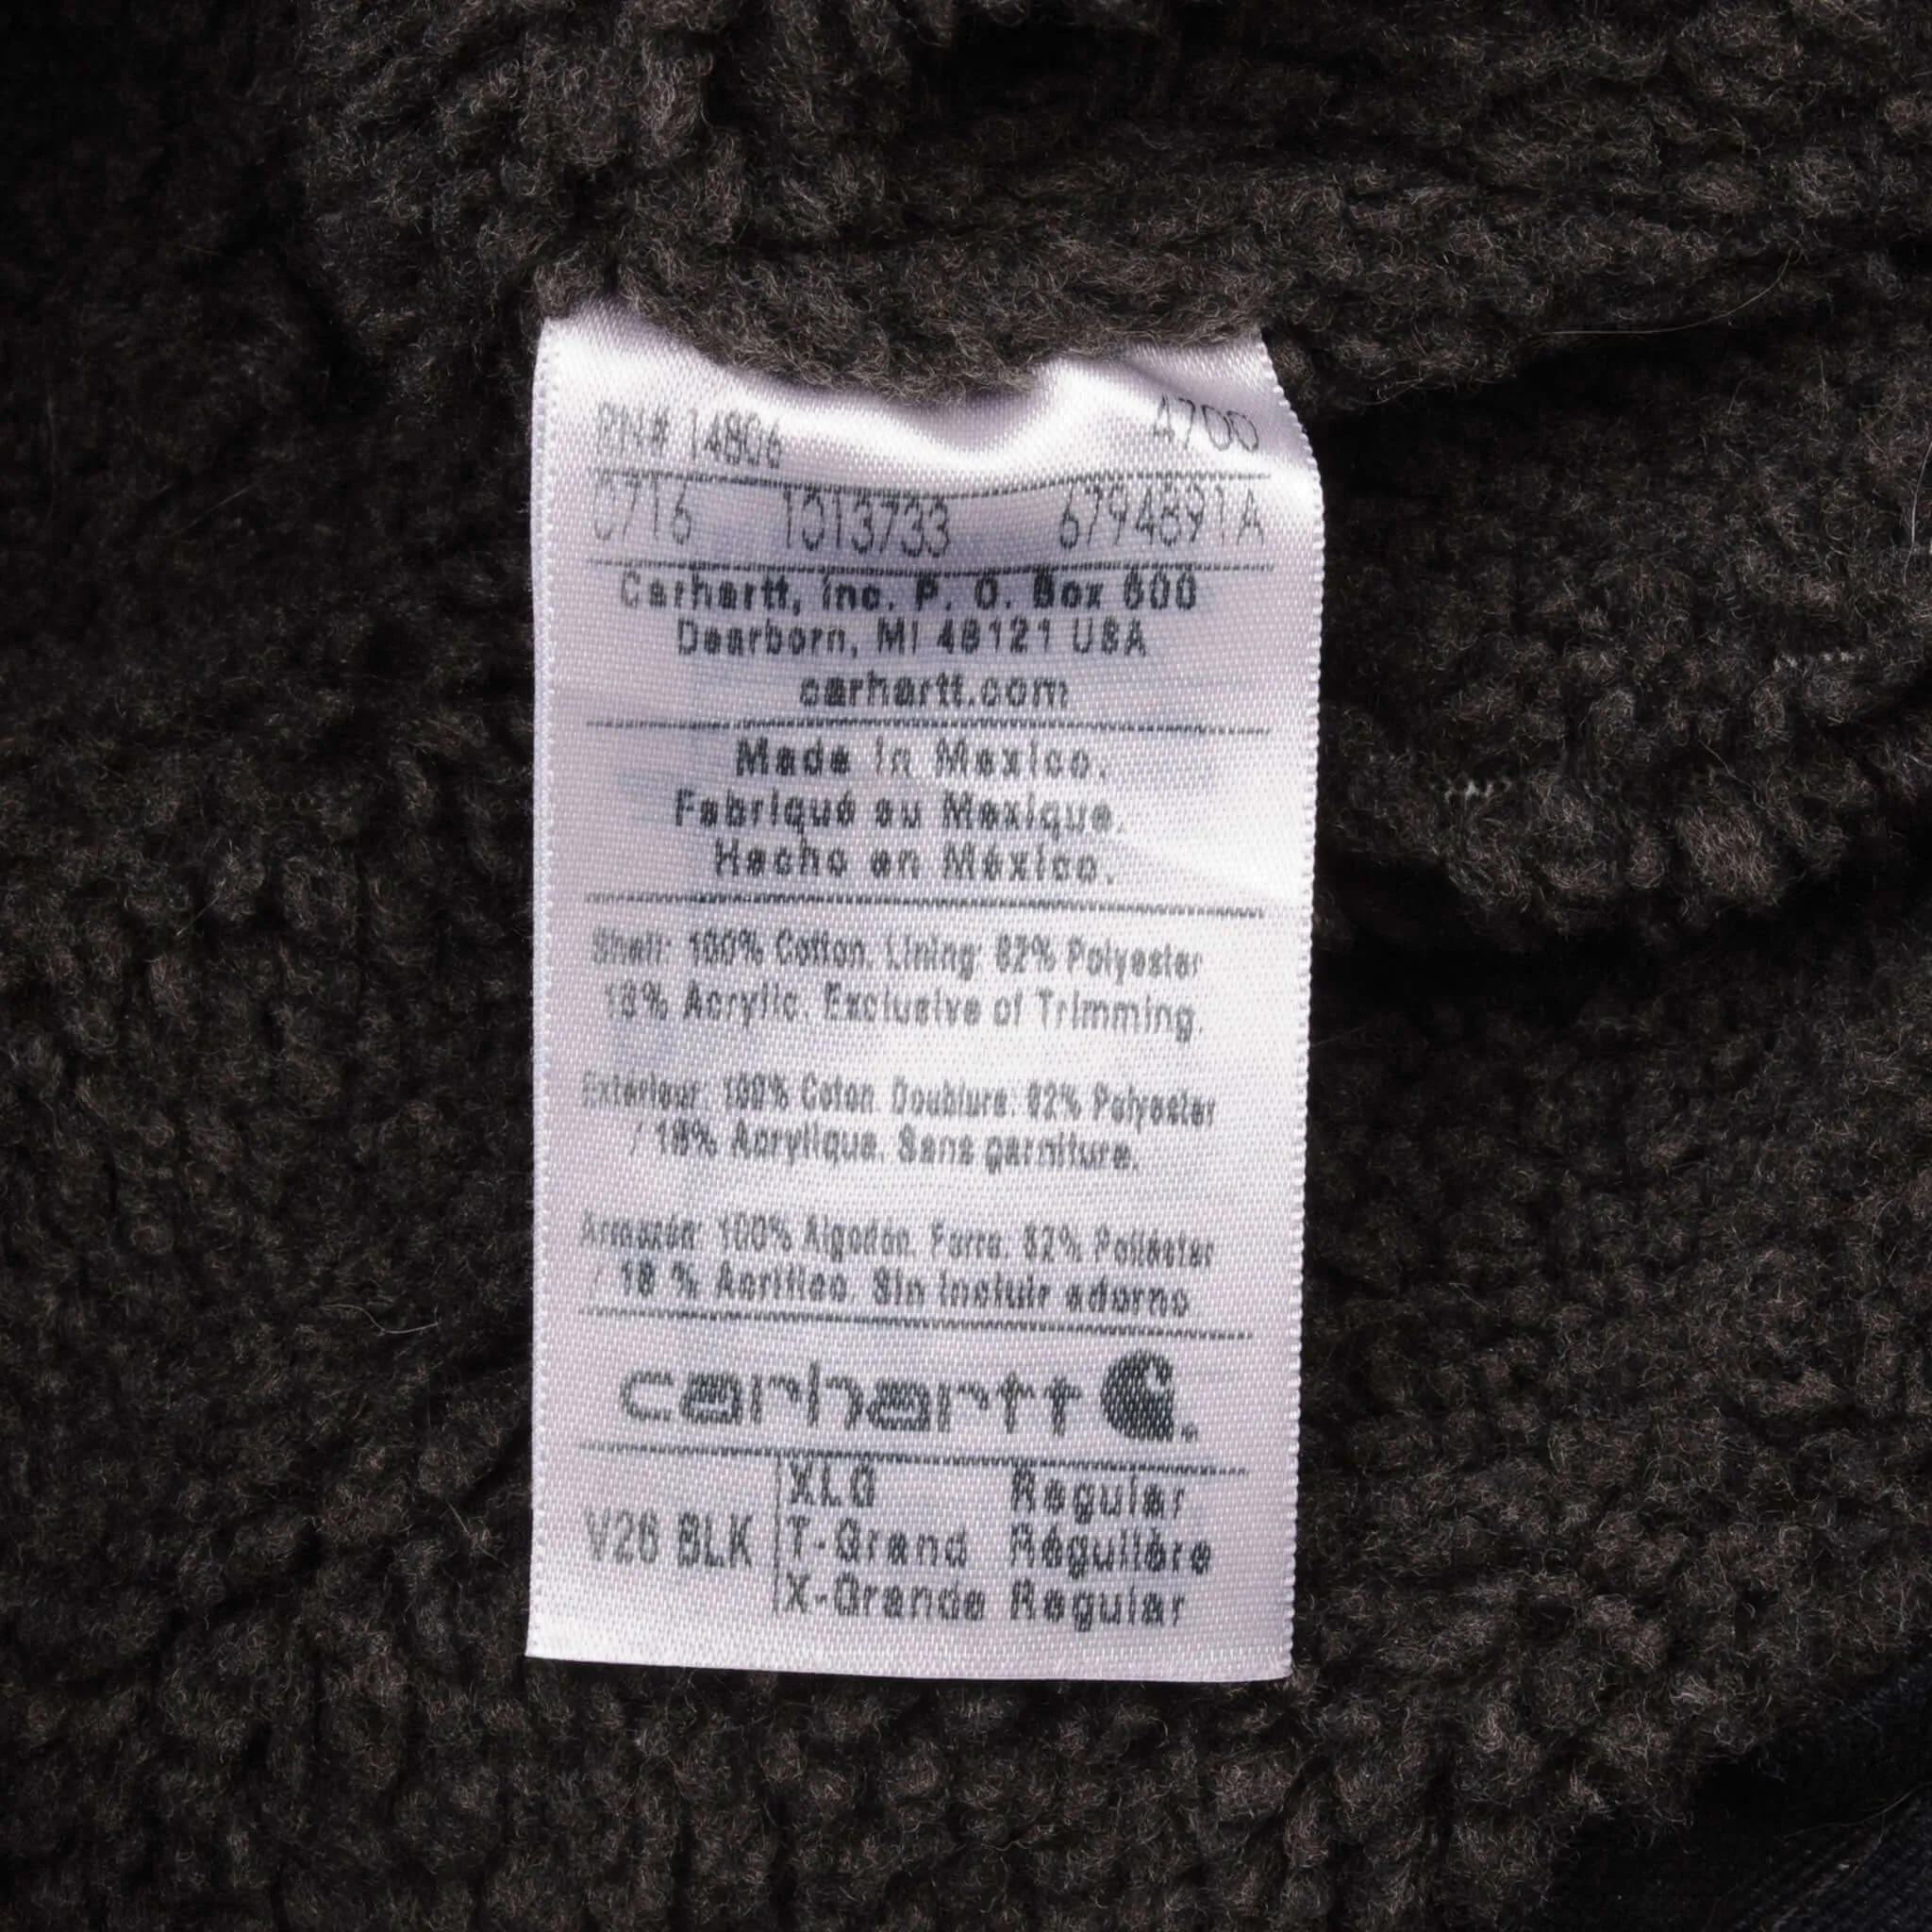 RN# 14806 4700
0716 1013733 6794891A
Carhartt, Inc. P. O. Box 600
Dearborn, MI 48121 USA
carhartt.com
Made in Mexico.
Fabriqué au Mexique.
Hecho en México.
Shell: 100% Cotton. Lining: 82% Polyester
18% Acrylic. Exclusive of Trimming.
Extérieur: 100% Coton. Doublure: 82% Polyester
/ 18% Acrylique. Sans garniture.
Armazón: 100% Algodón. Forro: 82% Poliéster
/ 18 % Acrílico. Sin incluir adorno
carhartt
V26 BLK XLG Regular
T-Grand Régulière
X-Grande Regular